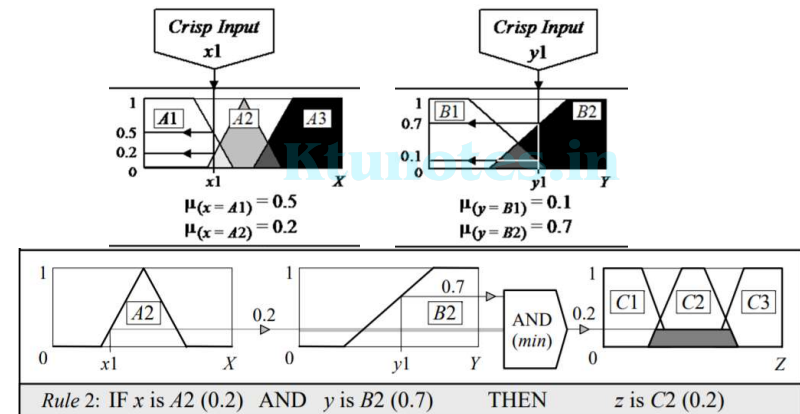 Crisp Input
x1
Crisp Input
y1
1
A1
A2
A3
0.5
0.2
0
x1
X
μ(x = A1) = 0.5
μ(x = A2) = 0.2
1
B1
B2
0.7
0.1
0
y1
Y
μ(y = B1) = 0.1
μ(y = B2) = 0.7
Ktunotes.in
1
A2
0
x1
X
0.2
1
0.7
B2
0
y1
Y
AND
(min)
0.2
1
C1
C2
C3
0
Z
Rule 2: IF x is A2 (0.2) AND y is B2 (0.7) THEN z is C2 (0.2)